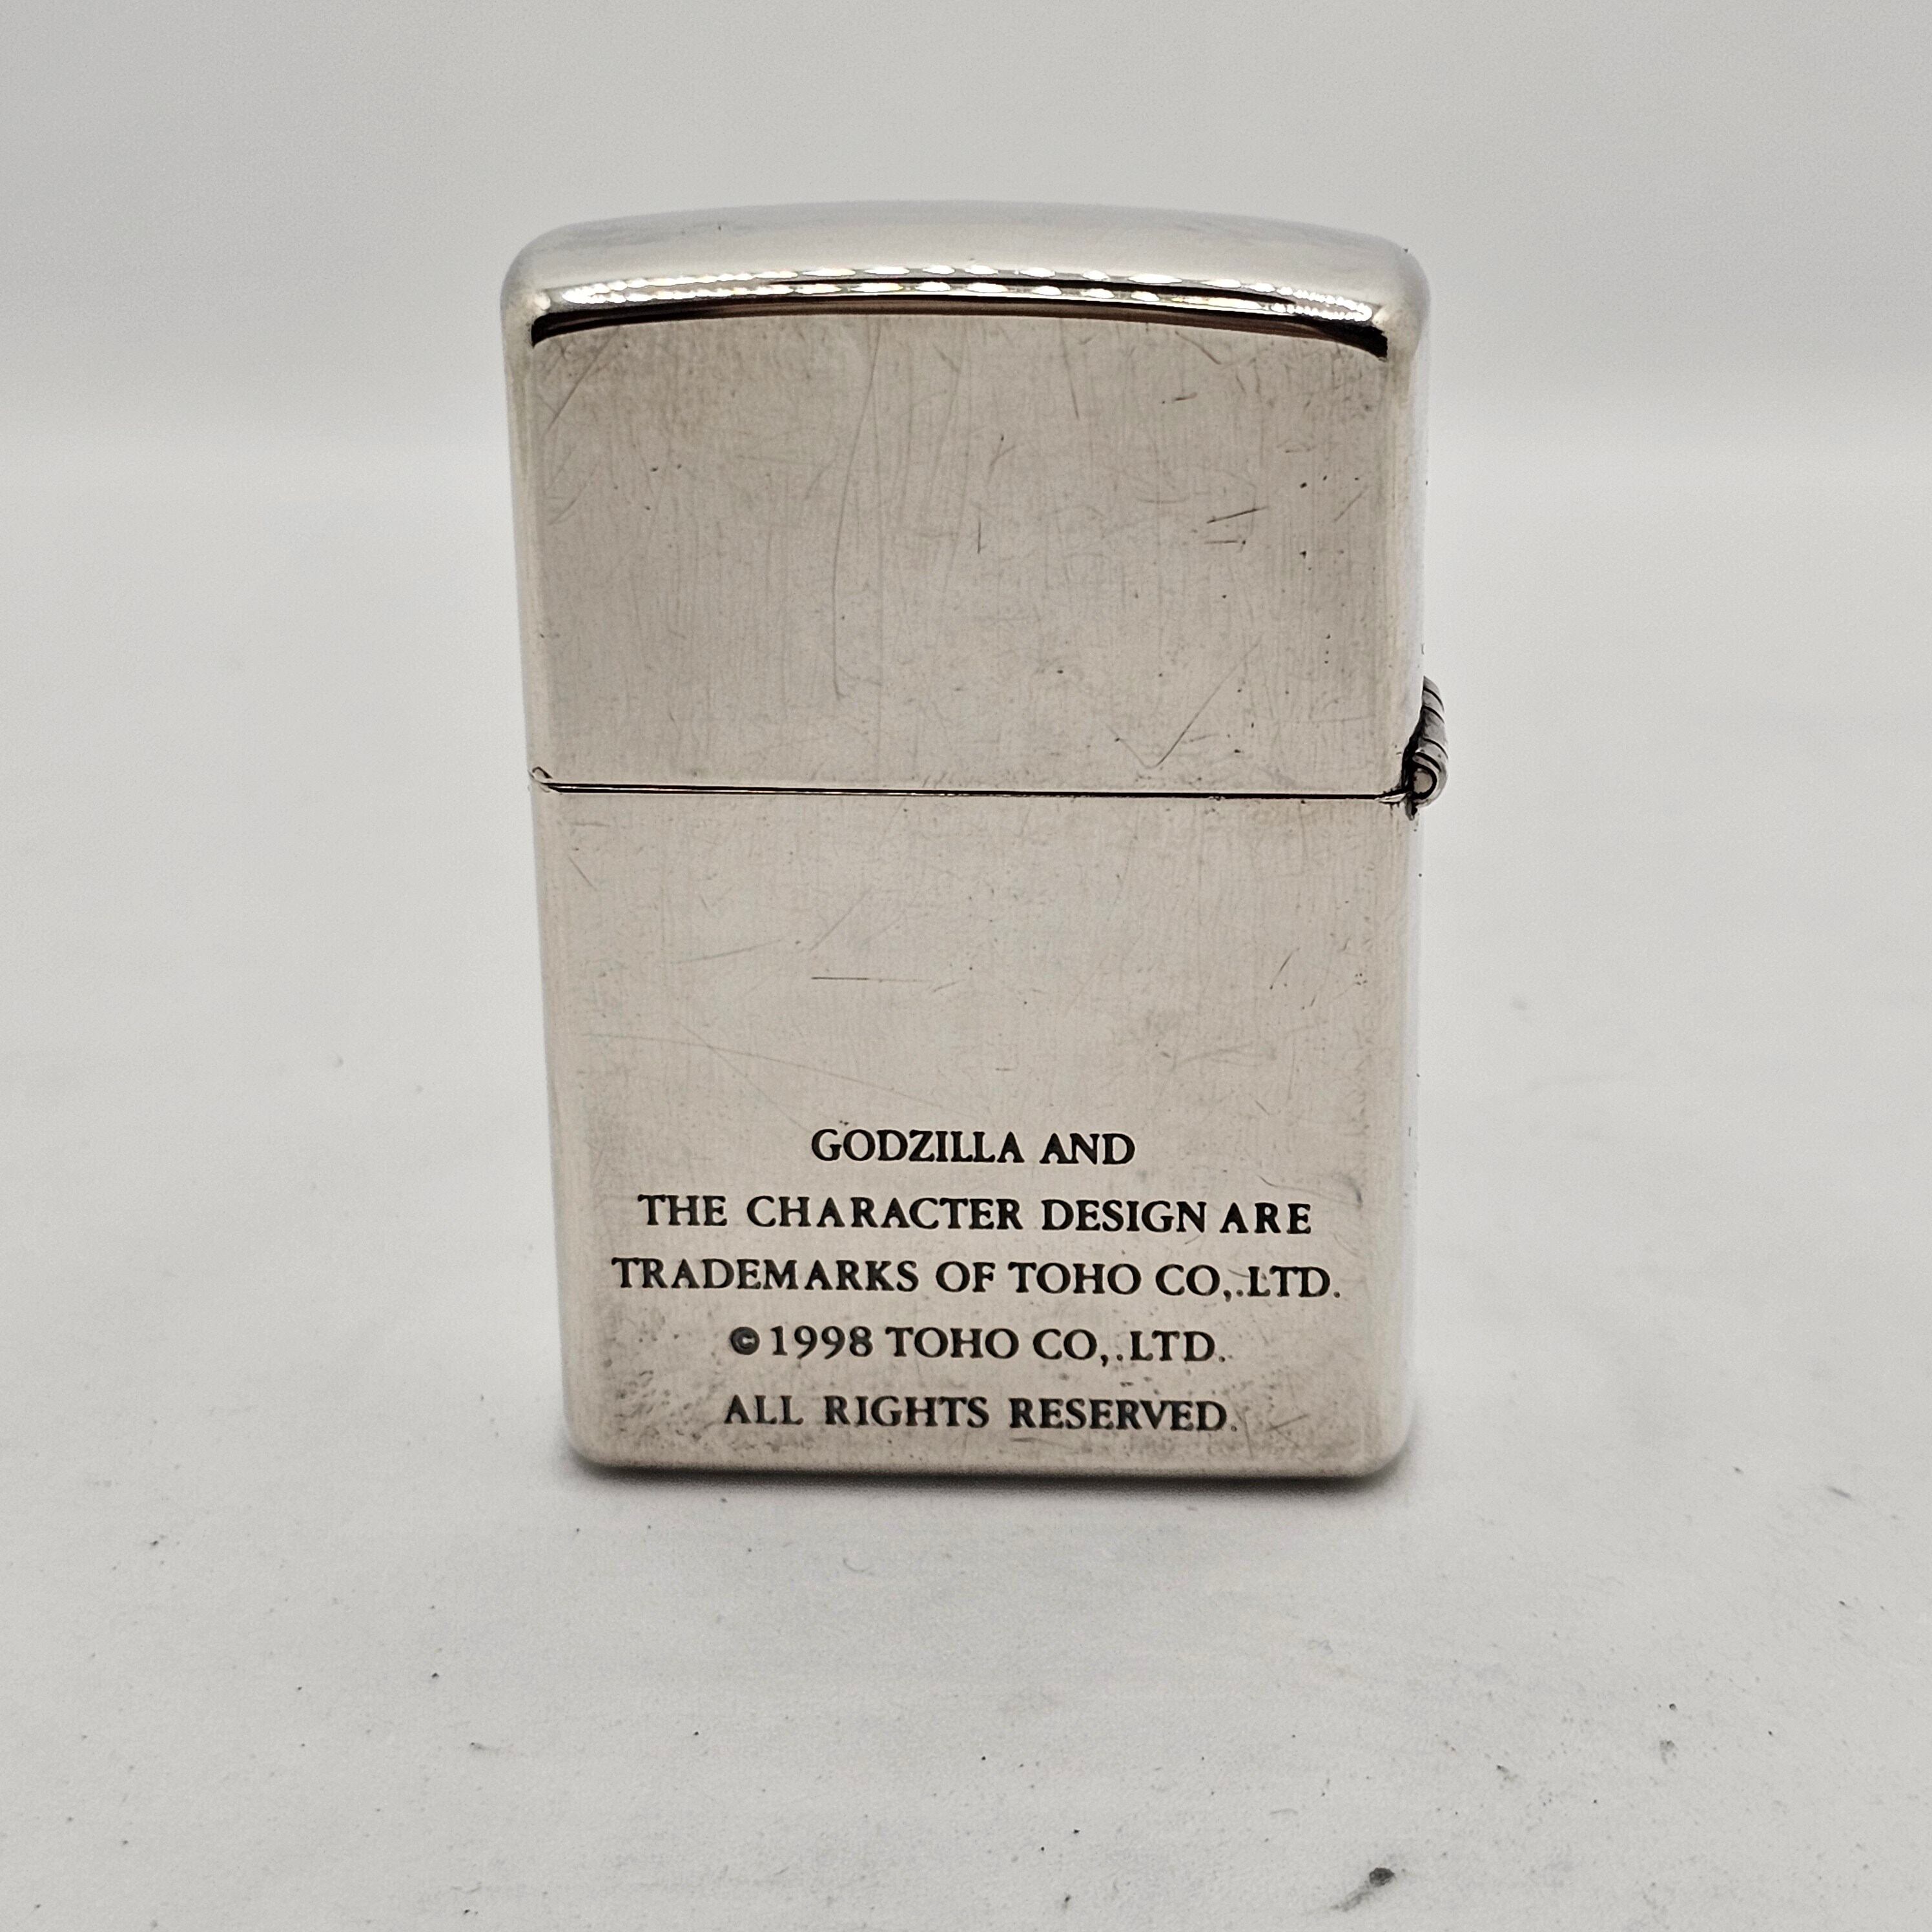 GODZILLA AND
THE CHARACTER DESIGN ARE
TRADEMARKS OF TOHO CO,.LTD.
©1998 TOHO CO,.LTD.
ALL RIGHTS RESERVED.